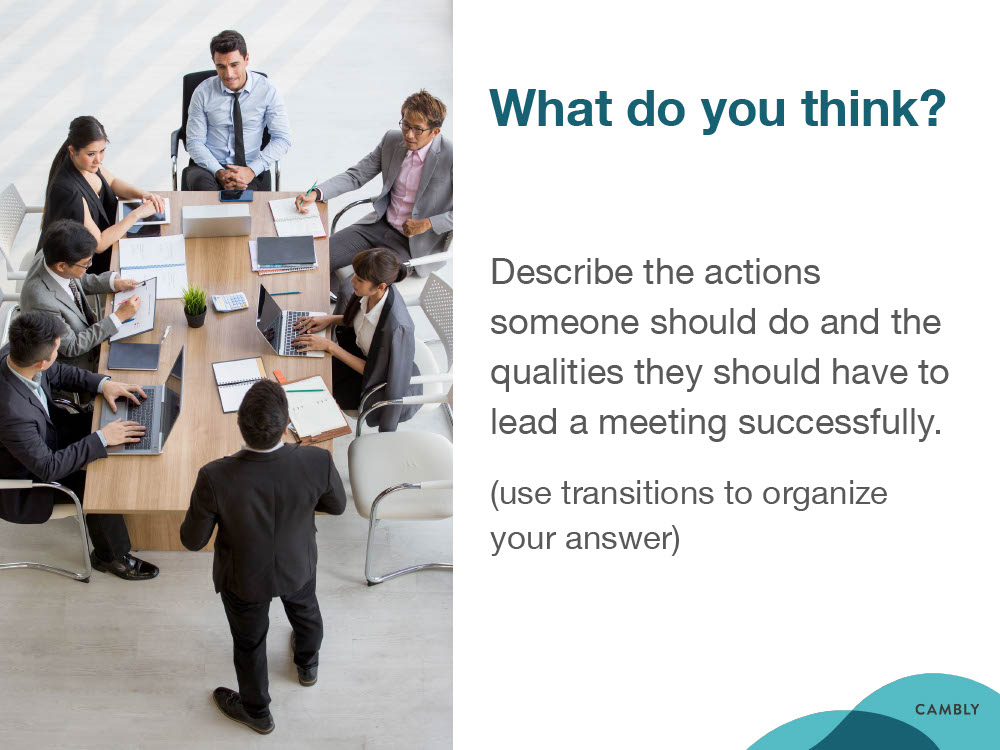 What do you think?
Describe the actions
someone should do and the
qualities they should have to
lead a meeting successfully.
(use transitions to organize
your answer)
CAMBLY